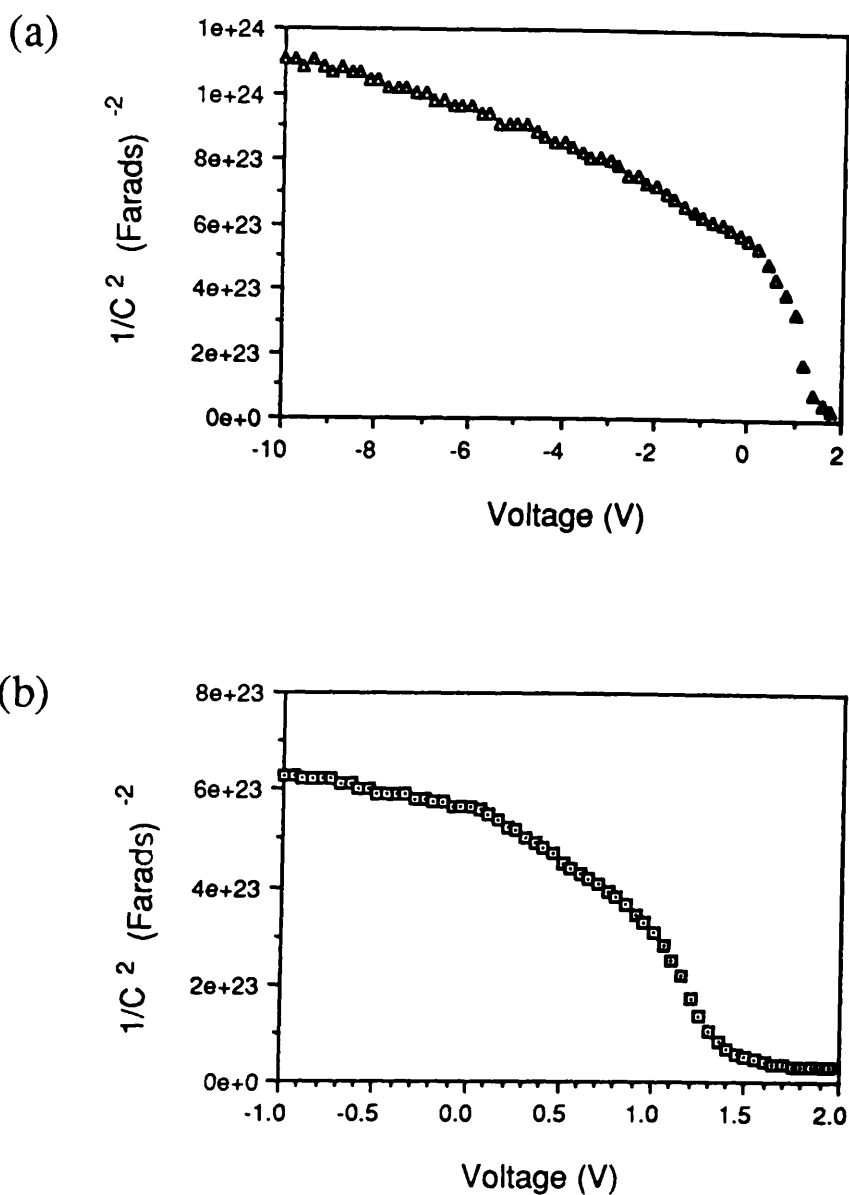 (a)
1e+24
1e+24
8e+23
6e+23
4e+23
2e+23
0e+0
1/C 2 (Farads) -2
-10 -8 -6 -4 -2 0 2
Voltage (V)
(b)
8e+23
6e+23
4e+23
2e+23
0e+0
1/C 2 (Farads) -2
-1.0 -0.5 0.0 0.5 1.0 1.5 2.0
Voltage (V)